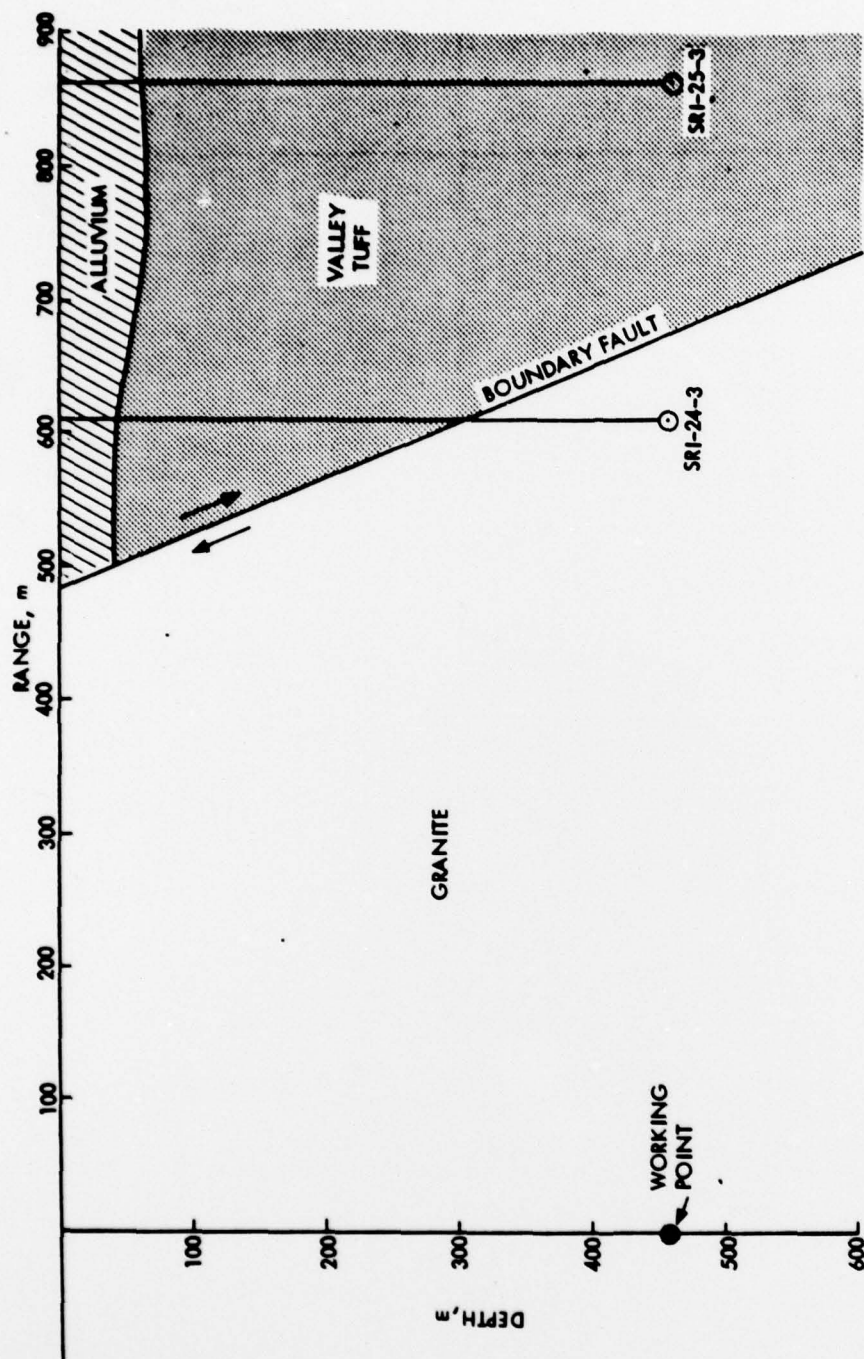 RANGE, m
100
200
300
400
500
600
700
800
900
ALLUVIUM
VALLEY
TUFF
BOUNDARY FAULT
GRANITE
SRI-24-3
SRI-25-3
WORKING
POINT
DEPTH, m
100
200
300
400
500
600